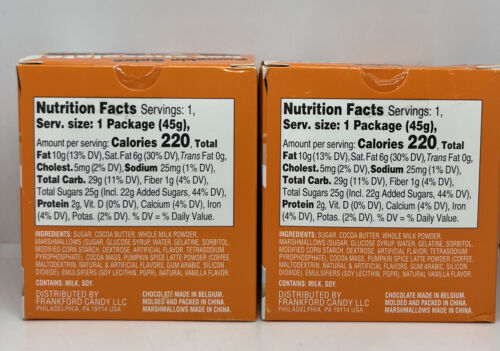 Nutrition Facts Servings: 1,
Serv. size: 1 Package (45g),
Amount per serving: Calories 220, Total
Fat 10g (13% DV), Sat. Fat 6g (30% DV), Trans Fat 0g,
Cholest. 5mg (2% DV), Sodium 25mg (1% DV),
Total Carb. 29g (11% DV), Fiber 1g (4% DV),
Total Sugars 25g (Incl. 22g Added Sugars, 44% DV),
Protein 2g, Vit. D (0% DV), Calcium (4% DV), Iron
(4% DV), Potas. (2% DV). % DV = % Daily Value.
INGREDIENTS: SUGAR, COCOA BUTTER, WHOLE MILK POWDER,
MARSHMALLOWS (SUGAR, GLUCOSE SYRUP, WATER, GELATINE, SORBITOL,
MODIFIED CORN STARCH, DEXTROSE, ARTIFICIAL FLAVOR, TETRASODIUM
PYROPHOSPHATE), COCOA MASS, PUMPKIN SPICE LATTE POWDER (COFFEE,
MALTODEXTRIN, NATURAL & ARTIFICIAL FLAVORS, GUM ARABIC SILICON
DIOXIDE), EMULSIFIERS (SOY LECITHIN, PGPR), NATURAL VANILLA FLAVOR.
CONTAINS: MILK, SOY.
DISTRIBUTED BY
FRANKFORD CANDY LLC
PHILADELPHIA, PA 19114 USA
CHOCOLATE MADE IN BELGIUM.
MOLDED AND PACKED IN CHINA.
MARSHMALLOWS MADE IN CHINA.
Nutrition Facts Servings: 1,
Serv. size: 1 Package (45g),
Amount per serving: Calories 220, Total
Fat 10g (13% DV), Sat. Fat 6g (30% DV), Trans Fat 0g,
Cholest. 5mg (2% DV), Sodium 25mg (1% DV),
Total Carb. 29g (11% DV), Fiber 1g (4% DV),
Total Sugars 25g (Incl. 22g Added Sugars, 44% DV),
Protein 2g, Vit. D (0% DV), Calcium (4% DV), Iron
(4% DV), Potas. (2% DV). % DV = % Daily Value.
INGREDIENTS: SUGAR, COCOA BUTTER, WHOLE MILK POWDER,
MARSHMALLOWS (SUGAR, GLUCOSE SYRUP, WATER, GELATINE, SORBITOL,
MODIFIED CORN STARCH, DEXTROSE, ARTIFICIAL FLAVOR, TETRASODIUM
PYROPHOSPHATE), COCOA MASS, PUMPKIN SPICE LATTE POWDER (COFFEE,
MALTODEXTRIN, NATURAL & ARTIFICIAL FLAVORS, GUM ARABIC SILICON
DIOXIDE), EMULSIFIERS (SOY LECITHIN, PGPR), NATURAL VANILLA FLAVOR.
CONTAINS: MILK, SOY.
DISTRIBUTED BY
FRANKFORD CANDY LLC
PHILADELPHIA, PA 19114 USA
CHOCOLATE MADE IN BELGIUM.
MOLDED AND PACKED IN CHINA.
MARSHMALLOWS MADE IN CHINA.